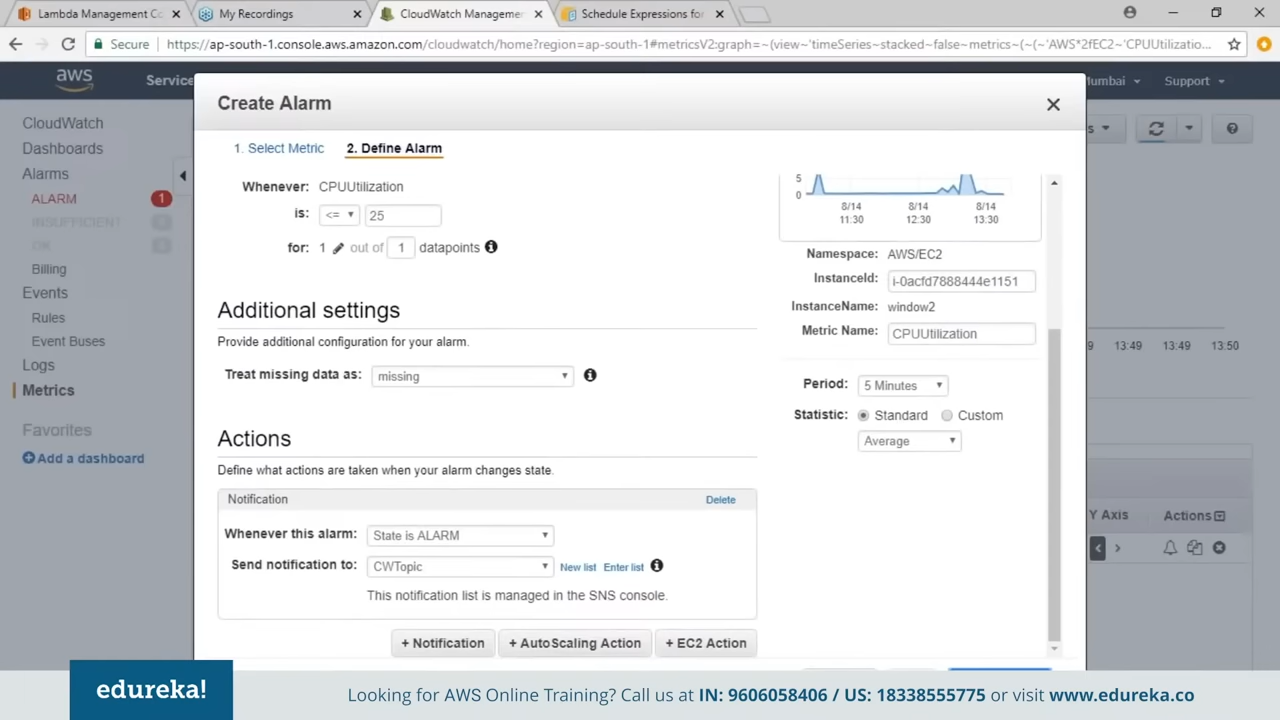 Lambda Management Co
My Recordings
CloudWatch Management
Schedule Expressions for
Secure
https://ap-south-1.console.aws.amazon.com/cloudwatch/home?region=ap-south-1#metricsV2:graph=~(view~'timeSeries~stacked~false~metrics~(~(~'AWS*2fEC2~'CPUUtilizatio...
aws
Service
Mumbai
Support
CloudWatch
Dashboards
Alarms
ALARM 1
INSUFFICIENT
OK
Billing
Events
Rules
Event Buses
Logs
Metrics
Favorites
Add a dashboard
Create Alarm
1. Select Metric
2. Define Alarm
Whenever: CPUUtilization
is: <= 25
for: 1 out of 1 datapoints
Additional settings
Provide additional configuration for your alarm.
Treat missing data as: missing
Actions
Define what actions are taken when your alarm changes state.
Notification Delete
Whenever this alarm: State is ALARM
Send notification to: CWTopic New list Enter list
This notification list is managed in the SNS console.
+ Notification
+ AutoScaling Action
+ EC2 Action
5
0
8/14 8/14 8/14
11:30 12:30 13:30
Namespace: AWS/EC2
InstanceId: i-0acfd7888444e1151
InstanceName: window2
Metric Name: CPUUtilization
Period: 5 Minutes
Statistic: Standard Custom
Average
9 13:49 13:49 13:50
Y Axis Actions
edureka!
Looking for AWS Online Training? Call us at IN: 9606058406 / US: 18338555775 or visit www.edureka.co